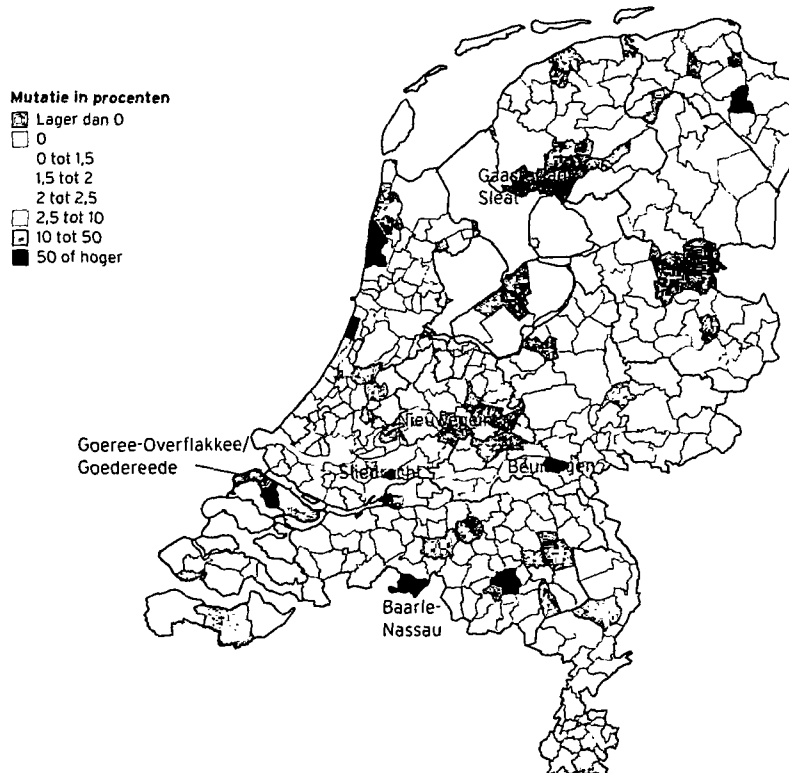 Mutatie in procenten
Lager dan 0
0
0 tot 1,5
1,5 tot 2
2 tot 2,5
2,5 tot 10
10 tot 50
50 of hoger
Sleat
Nieuwegein
Goeree-Overflakkee/
Goedereede
Sliedrecht
Beuningen
Baarle-
Nassau